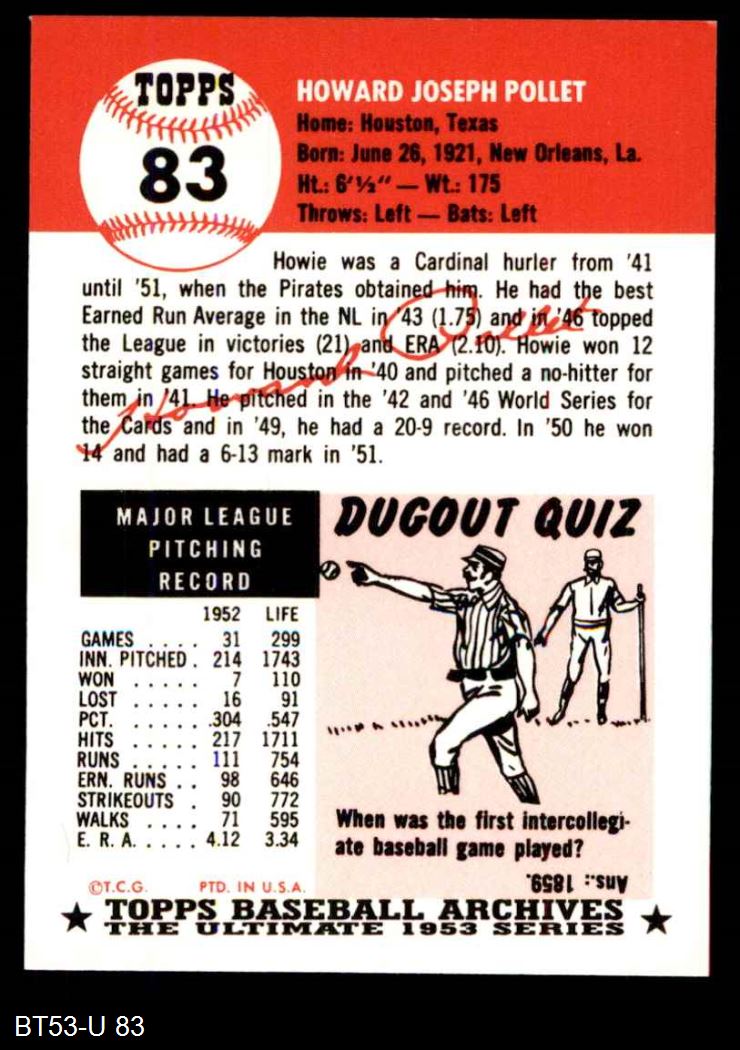 TOPPS
83
HOWARD JOSEPH POLLET
Home: Houston, Texas
Born: June 26, 1921, New Orleans, La.
Ht.: 6'½" — Wt.: 175
Throws: Left — Bats: Left
Howie was a Cardinal hurler from '41
until '51, when the Pirates obtained him. He had the best
Earned Run Average in the NL in '43 (1.75) and in '46 topped
the League in victories (21) and ERA (2.10). Howie won 12
straight games for Houston in '40 and pitched a no-hitter for
them in '41. He pitched in the '42 and '46 World Series for
the Cards and in '49, he had a 20-9 record. In '50 he won
14 and had a 6-13 mark in '51.
Howard Pollet
MAJOR LEAGUE
PITCHING
RECORD
1952 LIFE
GAMES . . . . 31 299
INN. PITCHED . 214 1743
WON . . . . . 7 110
LOST . . . . . 16 91
PCT. . . . . . .304 .547
HITS . . . . . 217 1711
RUNS . . . . . 111 754
ERN. RUNS . . 98 646
STRIKEOUTS . 90 772
WALKS . . . . 71 595
E. R. A. . . . . 4.12 3.34
DUGOUT QUIZ
When was the first intercollegi-
ate baseball game played?
Ans.: 1859.
©T.C.G. PTD. IN U.S.A.
★ TOPPS BASEBALL ARCHIVES ★
THE ULTIMATE 1953 SERIES
BT53-U 83